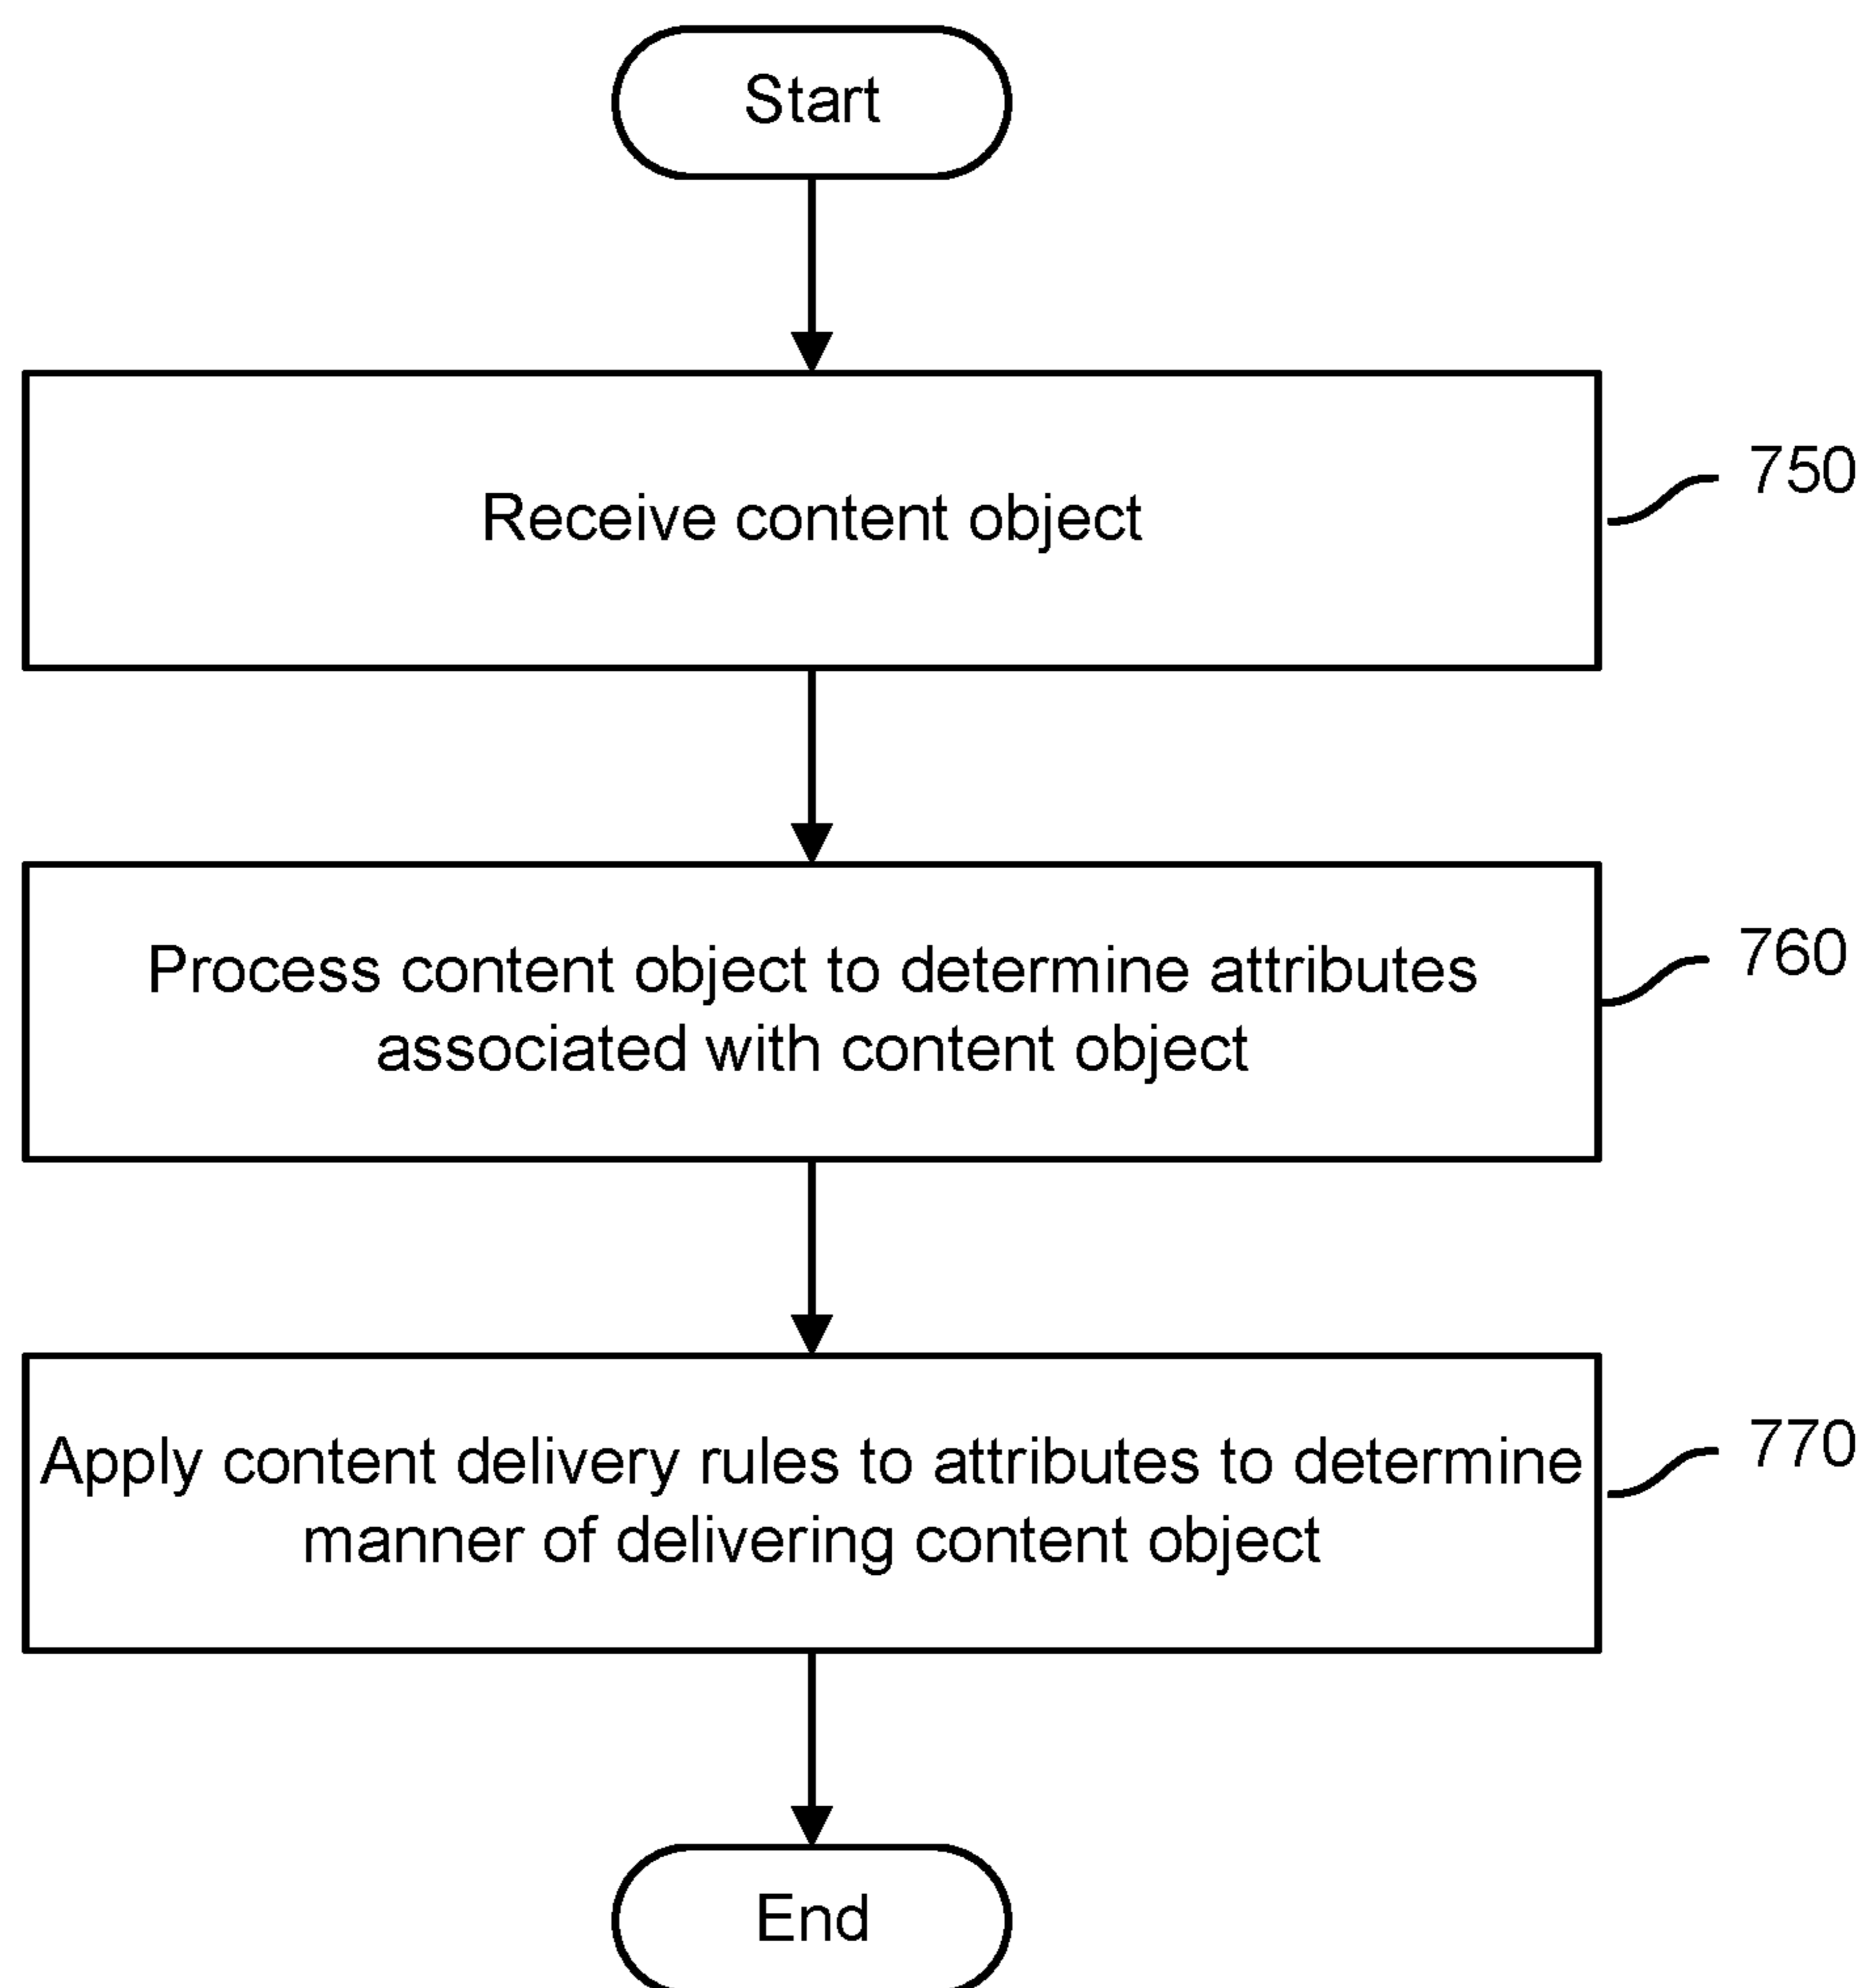 Start
Receive content object
750
Process content object to determine attributes
associated with content object
760
Apply content delivery rules to attributes to determine
manner of delivering content object
770
End